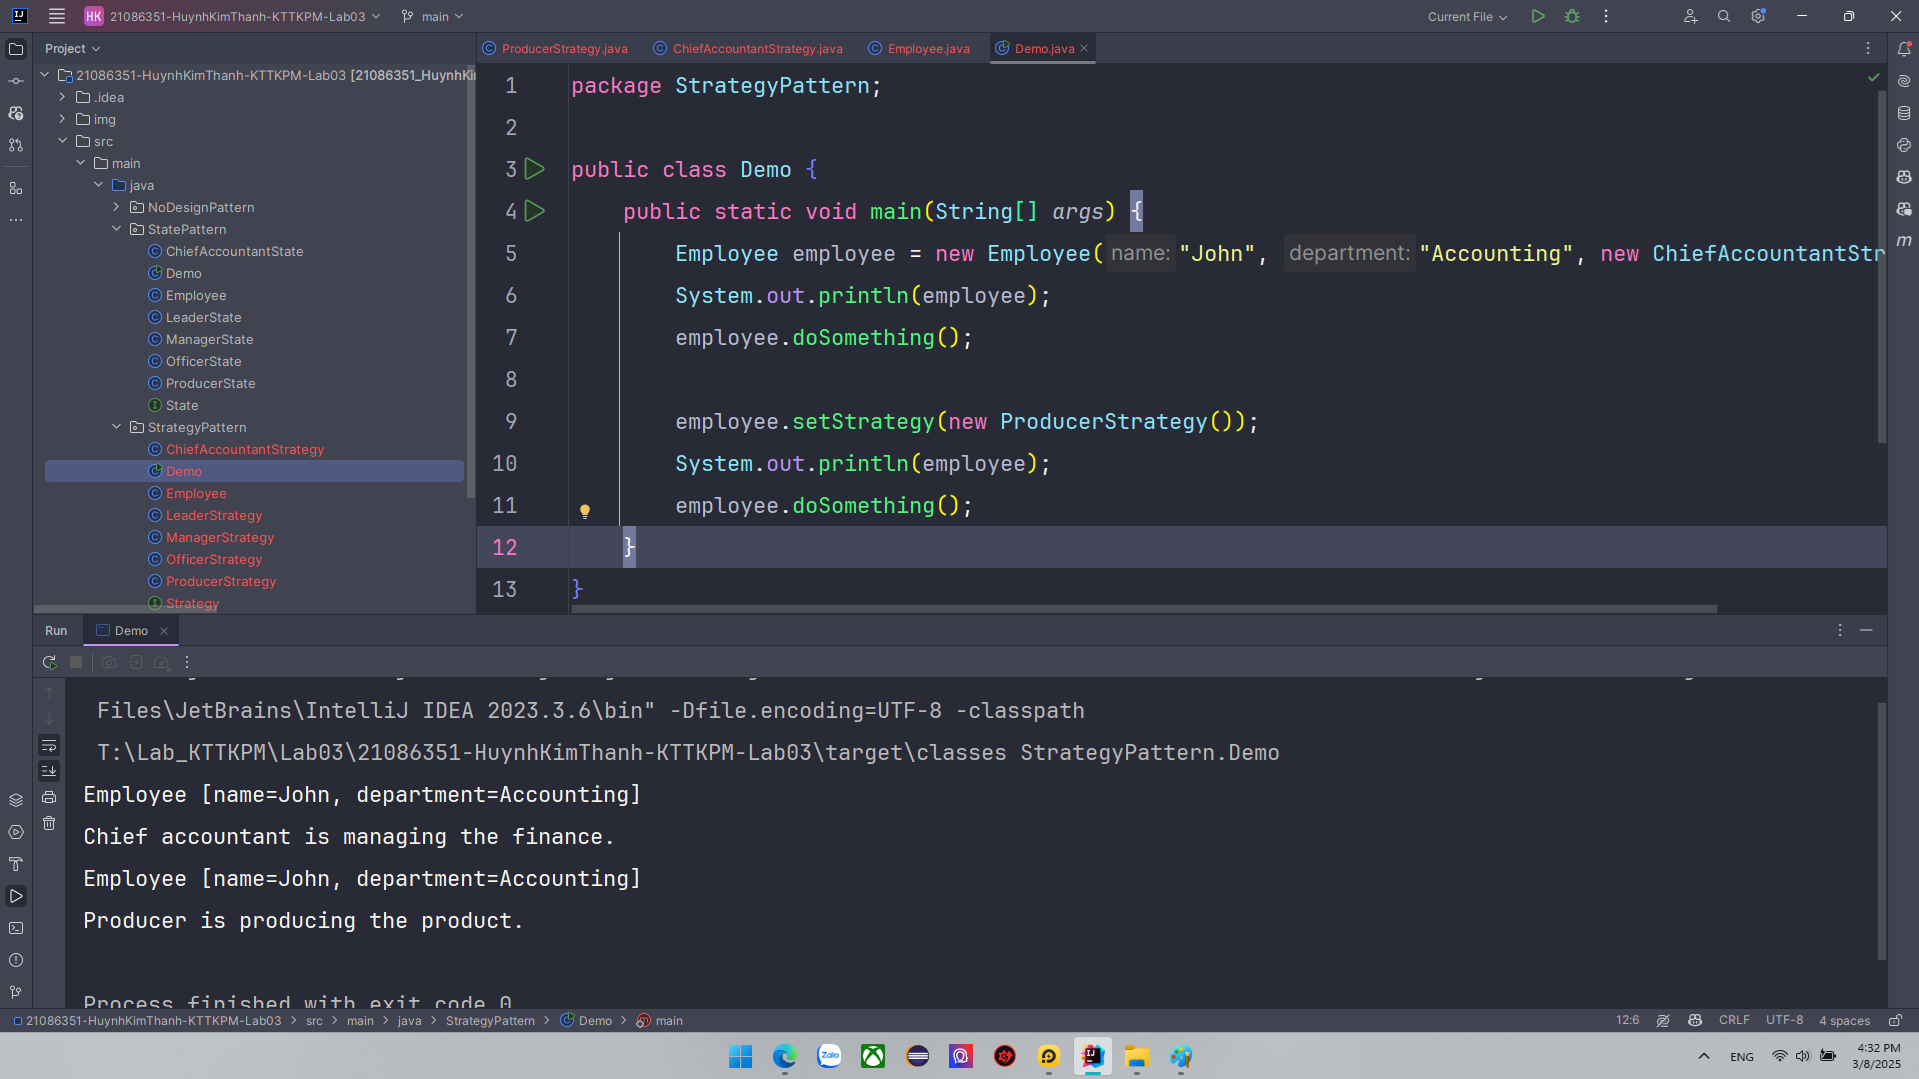 HK 21086351-HuynhKimThanh-KTTKPM-Lab03
main
Current File
Project
21086351-HuynhKimThanh-KTTKPM-Lab03 [21086351_HuynhKi
.idea
img
src
main
java
NoDesignPattern
StatePattern
ChiefAccountantState
Demo
Employee
LeaderState
ManagerState
OfficerState
ProducerState
State
StrategyPattern
ChiefAccountantStrategy
Demo
Employee
LeaderStrategy
ManagerStrategy
OfficerStrategy
ProducerStrategy
Strategy
ProducerStrategy.java ChiefAccountantStrategy.java Employee.java Demo.java
1 package StrategyPattern;
2
3 public class Demo {
4 public static void main(String[] args) {
5 Employee employee = new Employee( name: "John", department: "Accounting", new ChiefAccountantStr
6 System.out.println(employee);
7 employee.doSomething();
8
9 employee.setStrategy(new ProducerStrategy());
10 System.out.println(employee);
11 employee.doSomething();
12 }
13 }
Run Demo
Files\JetBrains\IntelliJ IDEA 2023.3.6\bin" -Dfile.encoding=UTF-8 -classpath
T:\Lab_KTTKPM\Lab03\21086351-HuynhKimThanh-KTTKPM-Lab03\target\classes StrategyPattern.Demo
Employee [name=John, department=Accounting]
Chief accountant is managing the finance.
Employee [name=John, department=Accounting]
Producer is producing the product.
Process finished with exit code 0
21086351-HuynhKimThanh-KTTKPM-Lab03 > src > main > java > StrategyPattern > Demo > main
12:6 CRLF UTF-8 4 spaces
Zalo
ENG
4:32 PM
3/8/2025